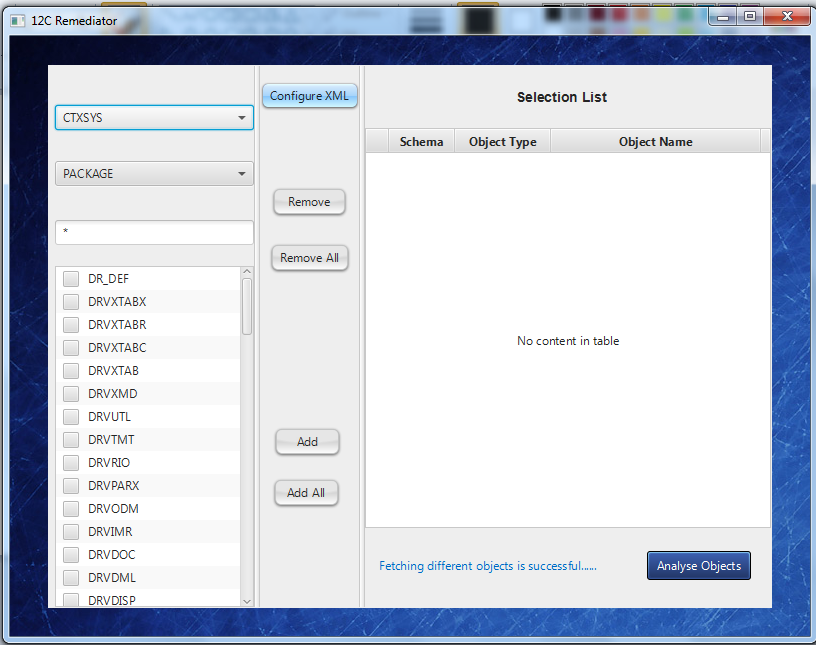 12C Remediator
CTXSYS
PACKAGE
*
DR_DEF
DRVXTABX
DRVXTABR
DRVXTABC
DRVXTAB
DRVXMD
DRVUTL
DRVTMT
DRVRIO
DRVPARX
DRVODM
DRVIMR
DRVDOC
DRVDML
DRVDISP
Configure XML
Remove
Remove All
Add
Add All
Selection List
Schema Object Type Object Name
No content in table
Fetching different objects is successful......
Analyse Objects